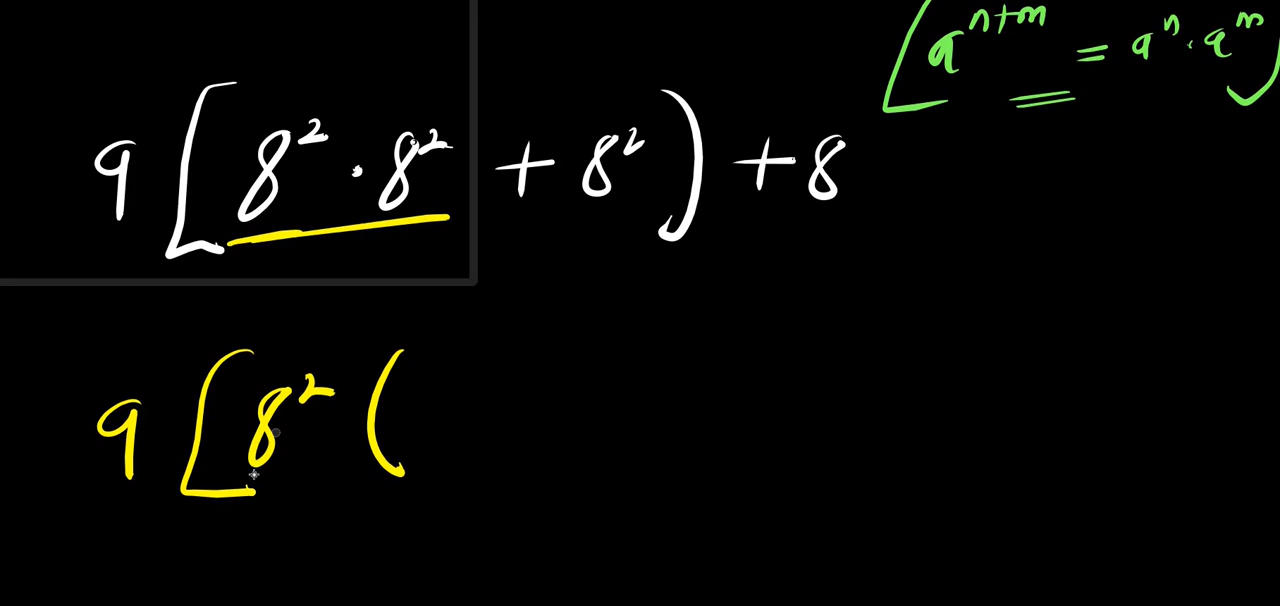 [a^{n+m} = a^n · a^m]
9 [8² · 8² + 8²) + 8
9 [8² (